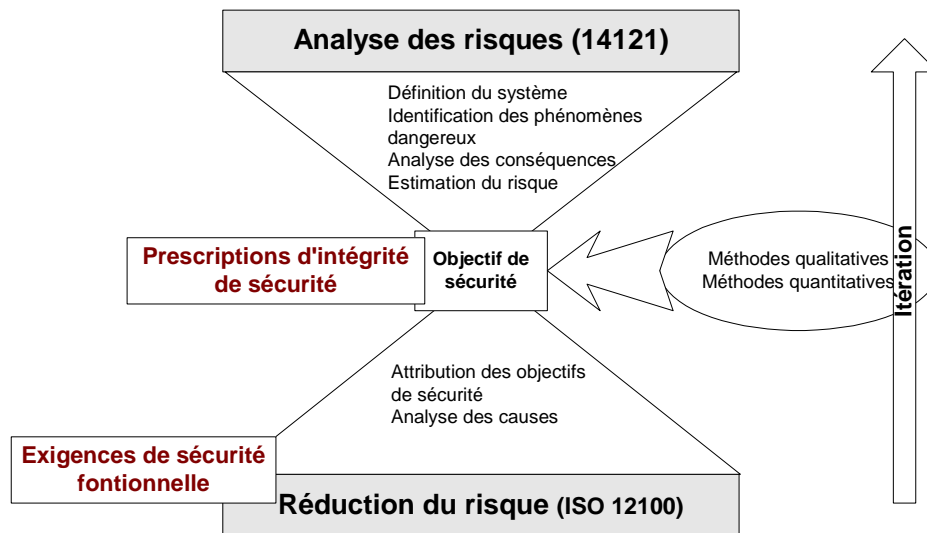 Analyse des risques (14121)
Définition du système
Identification des phénomènes
dangereux
Analyse des conséquences
Estimation du risque
Prescriptions d'intégrité
de sécurité
Objectif de
sécurité
Méthodes qualitatives
Méthodes quantitatives
Itération
Attribution des objectifs
de sécurité
Analyse des causes
Exigences de sécurité
fontionnelle
Réduction du risque (ISO 12100)